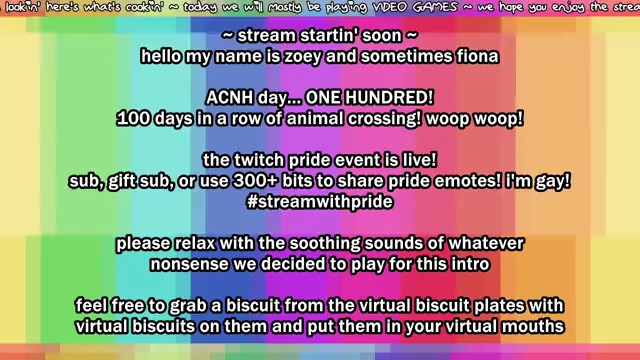 lookin' here's what's cookin' ~ today we will mostly be playing VIDEO GAMES ~ we hope you enjoy the strea
~ stream startin' soon ~
hello my name is zoey and sometimes fiona
ACNH day... ONE HUNDRED!
100 days in a row of animal crossing! woop woop!
the twitch pride event is live!
sub, gift sub, or use 300+ bits to share pride emotes! I'm gay!
#streamwithpride
please relax with the soothing sounds of whatever
nonsense we decided to play for this intro
feel free to grab a biscuit from the virtual biscuit plates with
virtual biscuits on them and put them in your virtual mouths